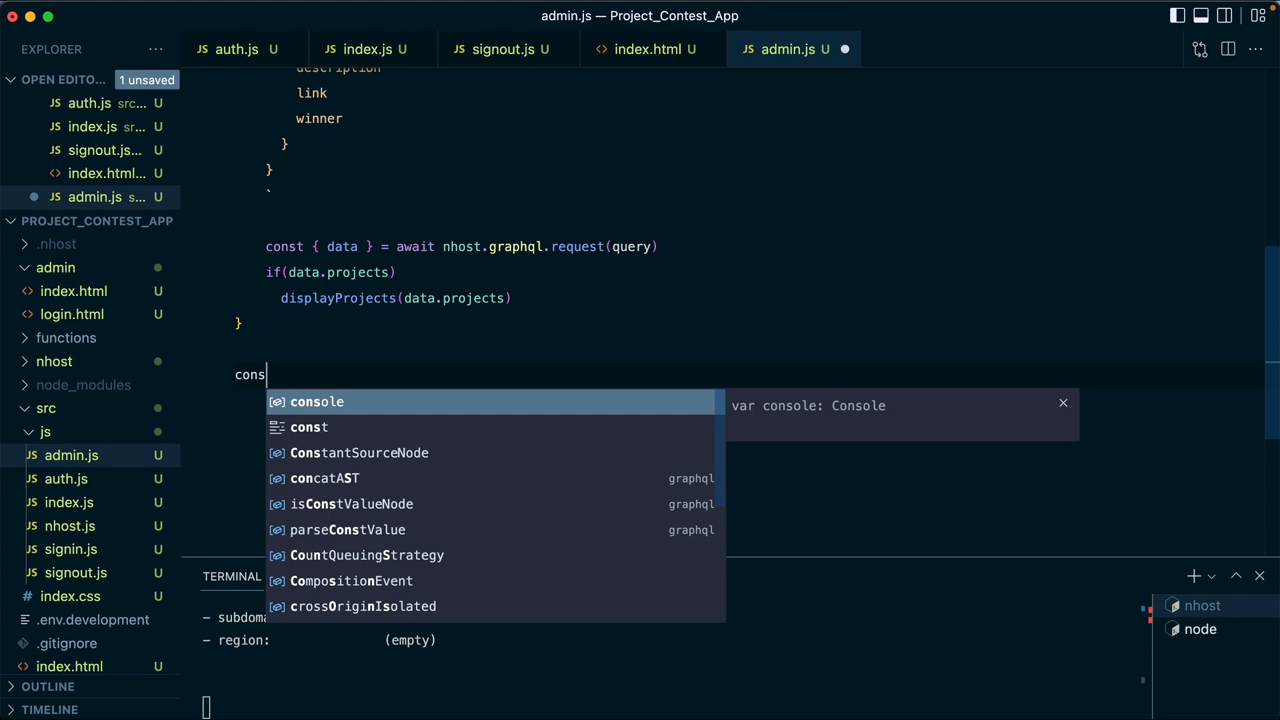 admin.js — Project_Contest_App
EXPLORER
JS auth.js U
JS index.js U
JS signout.js U
<> index.html U
JS admin.js U
OPEN EDITO... 1 unsaved
JS auth.js src... U
JS index.js sr... U
JS signout.js... U
<> index.html... U
JS admin.js s... U
PROJECT_CONTEST_APP
.nhost
admin
<> index.html U
<> login.html U
functions
nhost
node_modules
src
js
JS admin.js U
JS auth.js U
JS index.js U
JS nhost.js U
JS signin.js U
JS signout.js U
# index.css U
.env.development U
.gitignore U
<> index.html U
OUTLINE
TIMELINE
description
link
winner
}
}
`
const { data } = await nhost.graphql.request(query)
if(data.projects)
displayProjects(data.projects)
}
cons
console
const
ConstantSourceNode
concatAST graphql
isConstValueNode graphql
parseConstValue graphql
CountQueuingStrategy
CompositionEvent
crossOriginIsolated
var console: Console
TERMINAL
- subdoma
- region: (empty)
nhost
node